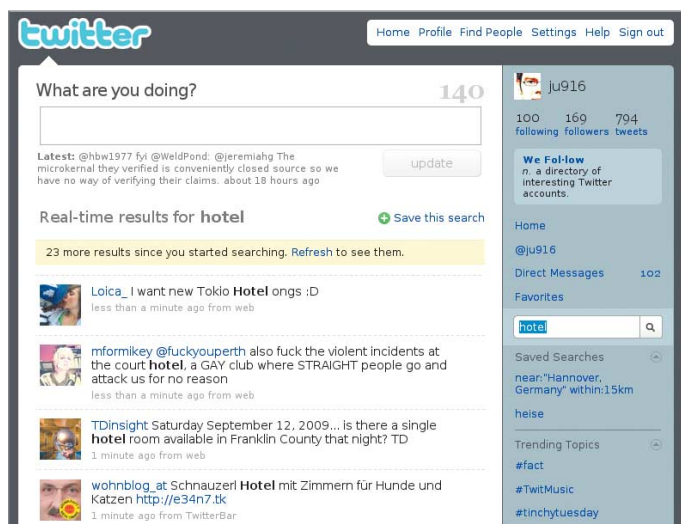 twitter
Home Profile Find People Settings Help Sign out
What are you doing?
140
Latest: @hbw1977 fyi @WeldPond: @jeremiahg The
microkernel they verified is conveniently closed source so we
have no way of verifying their claims. about 18 hours ago
update
Real-time results for hotel
Save this search
23 more results since you started searching. Refresh to see them.
Loica_ I want new Tokio Hotel ongs :D
less than a minute ago from web
mformikey @fuckyouperth also fuck the violent incidents at
the court hotel, a GAY club where STRAIGHT people go and
attack us for no reason
less than a minute ago from web
TDinsight Saturday September 12, 2009... is there a single
hotel room available in Franklin County that night? TD
1 minute ago from web
wohnblog_at Schnauzerl Hotel mit Zimmern für Hunde und
Katzen http://e34n7.tk
1 minute ago from TwitterBar
ju916
100 169 794
following followers tweets
We Fol·low
n. a directory of
interesting Twitter
accounts.
Home
@ju916
Direct Messages 102
Favorites
hotel
Saved Searches
near:"Hannover,
Germany" within:15km
heise
Trending Topics
#fact
#TwitMusic
#tinchytuesday